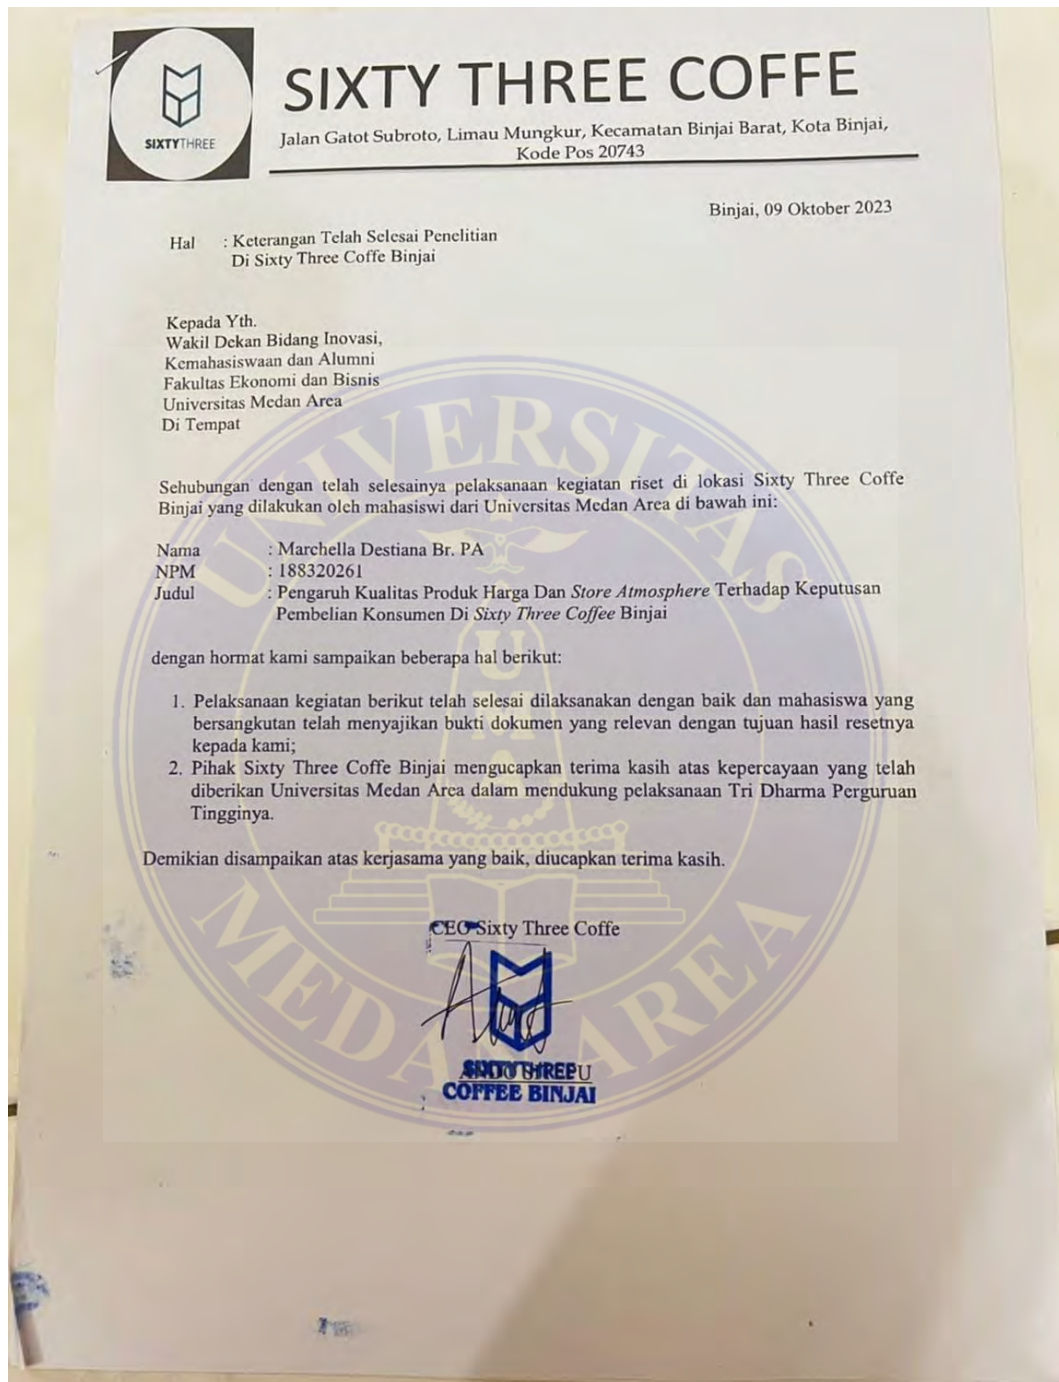 SIXTY THREE COFFE
SIXTYTHREE
Jalan Gatot Subroto, Limau Mungkur, Kecamatan Binjai Barat, Kota Binjai,
Kode Pos 20743
Binjai, 09 Oktober 2023
Hal : Keterangan Telah Selesai Penelitian
Di Sixty Three Coffe Binjai
Kepada Yth.
Wakil Dekan Bidang Inovasi,
Kemahasiswaan dan Alumni
Fakultas Ekonomi dan Bisnis
Universitas Medan Area
Di Tempat
Sehubungan dengan telah selesainya pelaksanaan kegiatan riset di lokasi Sixty Three Coffe
Binjai yang dilakukan oleh mahasiswi dari Universitas Medan Area di bawah ini:
Nama : Marchella Destiana Br. PA
NPM : 188320261
Judul : Pengaruh Kualitas Produk Harga Dan Store Atmosphere Terhadap Keputusan
Pembelian Konsumen Di Sixty Three Coffee Binjai
dengan hormat kami sampaikan beberapa hal berikut:
1. Pelaksanaan kegiatan berikut telah selesai dilaksanakan dengan baik dan mahasiswa yang
bersangkutan telah menyajikan bukti dokumen yang relevan dengan tujuan hasil resetnya
kepada kami;
2. Pihak Sixty Three Coffe Binjai mengucapkan terima kasih atas kepercayaan yang telah
diberikan Universitas Medan Area dalam mendukung pelaksanaan Tri Dharma Perguruan
Tingginya.
Demikian disampaikan atas kerjasama yang baik, diucapkan terima kasih.
CEO Sixty Three Coffe
SIXTYTHREE
COFFEE BINJAI
UNIVERSITAS
UMA
MEDAN AREA